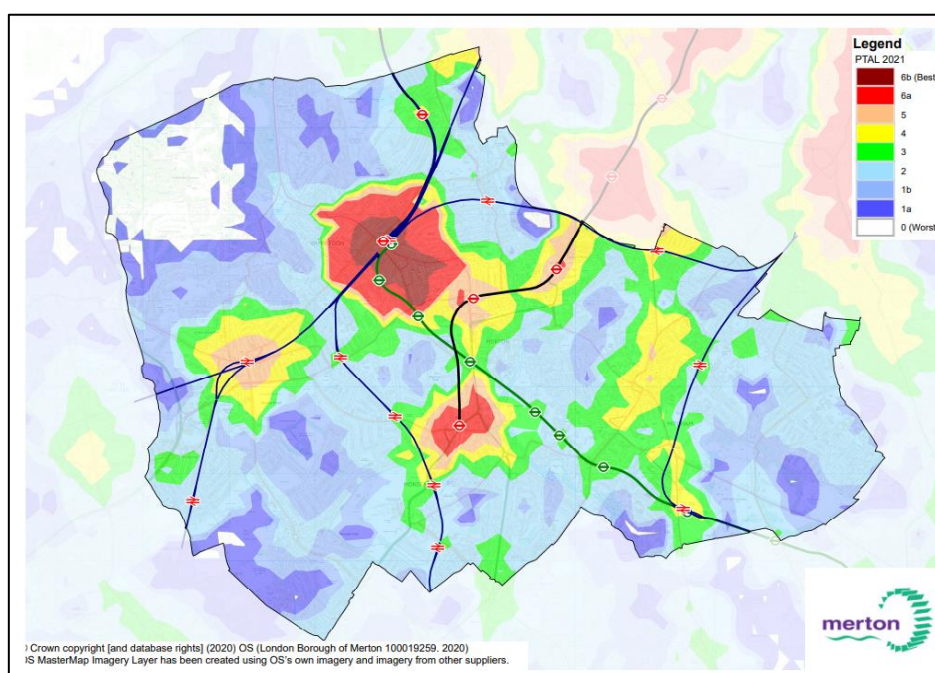 Legend
PTAL 2021
6b (Best
6a
5
4
3
2
1b
1a
0 (Worst
merton
) Crown copyright [and database rights] (2020) OS (London Borough of Merton 100019259. 2020)
OS MasterMap Imagery Layer has been created using OS's own imagery and imagery from other suppliers.